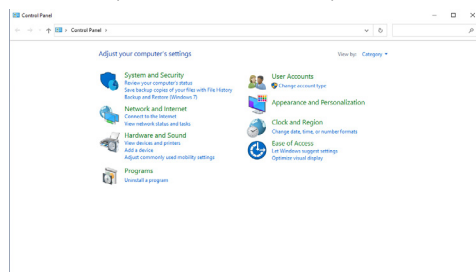 Control Panel
Control Panel
Adjust your computer's settings
View by: Category
System and Security
Review your computer's status
Save backup copies of your files with File History
Backup and Restore (Windows 7)
Network and Internet
Connect to the Internet
View network status and tasks
Hardware and Sound
View devices and printers
Add a device
Adjust commonly used mobility settings
Programs
Uninstall a program
User Accounts
Change account type
Appearance and Personalization
Clock and Region
Change date, time, or number formats
Ease of Access
Let Windows suggest settings
Optimize visual display